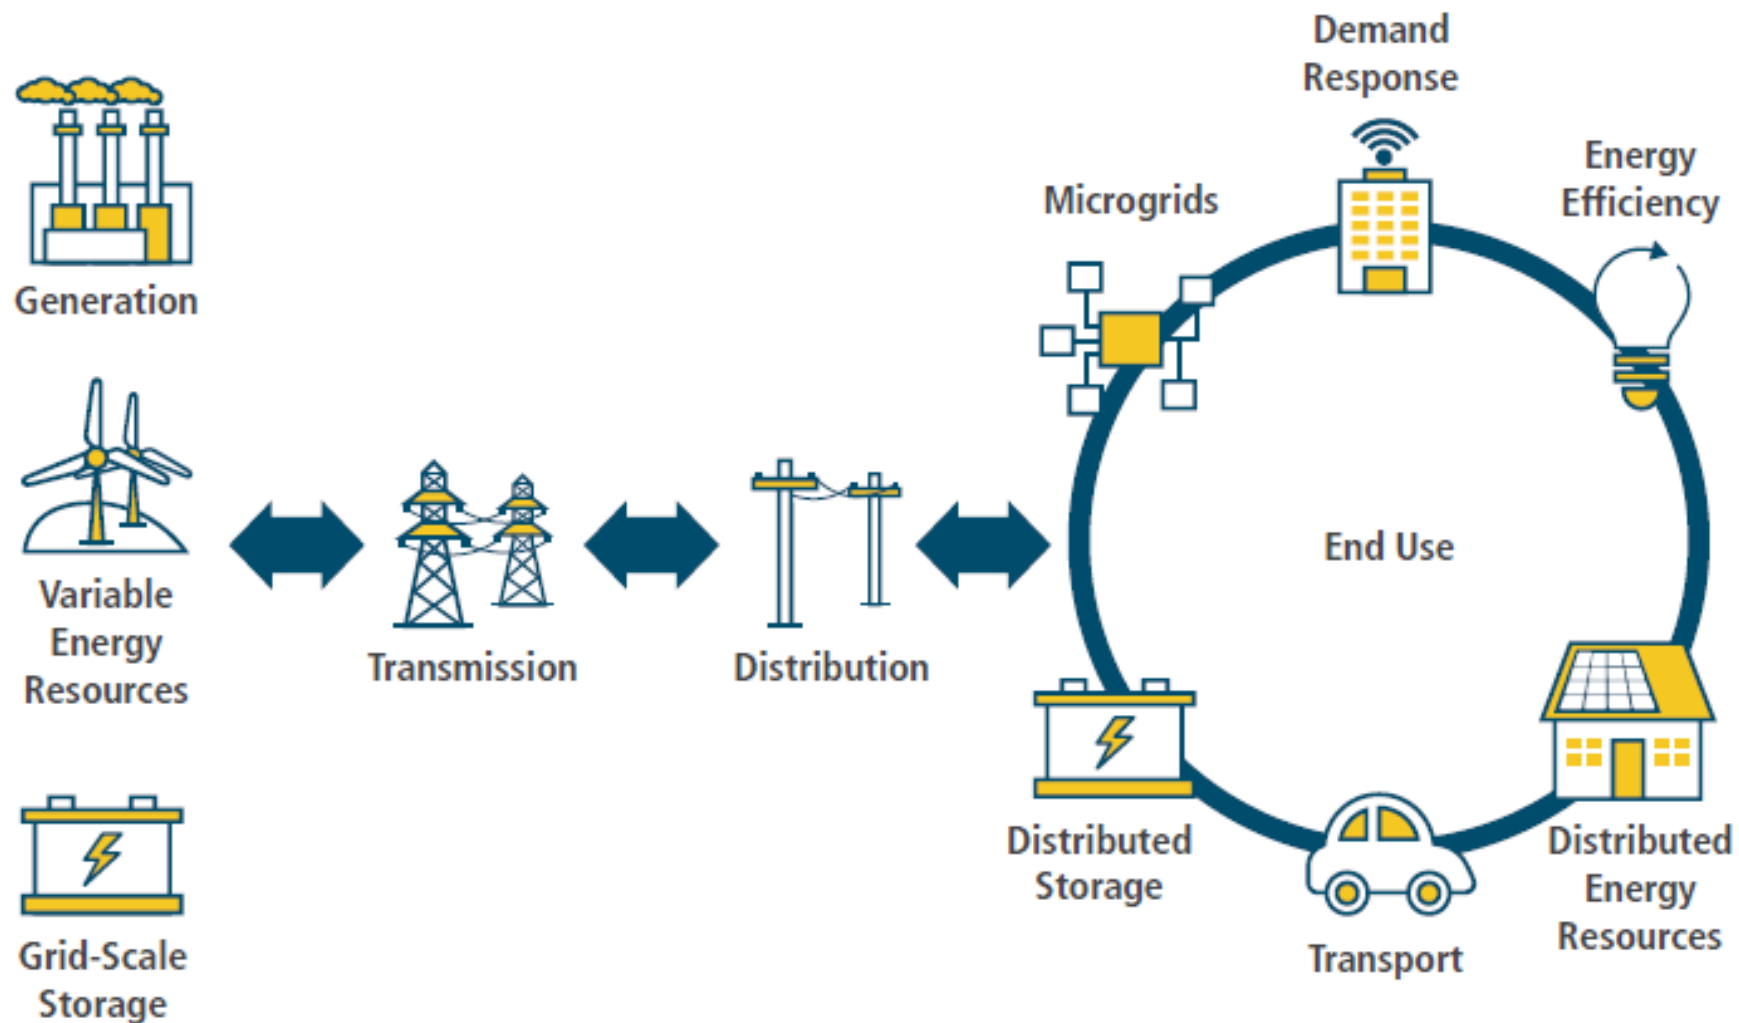 Generation
Variable
Energy
Resources
Grid-Scale
Storage
Transmission
Distribution
End Use
Demand
Response
Energy
Efficiency
Distributed
Energy
Resources
Transport
Distributed
Storage
Microgrids